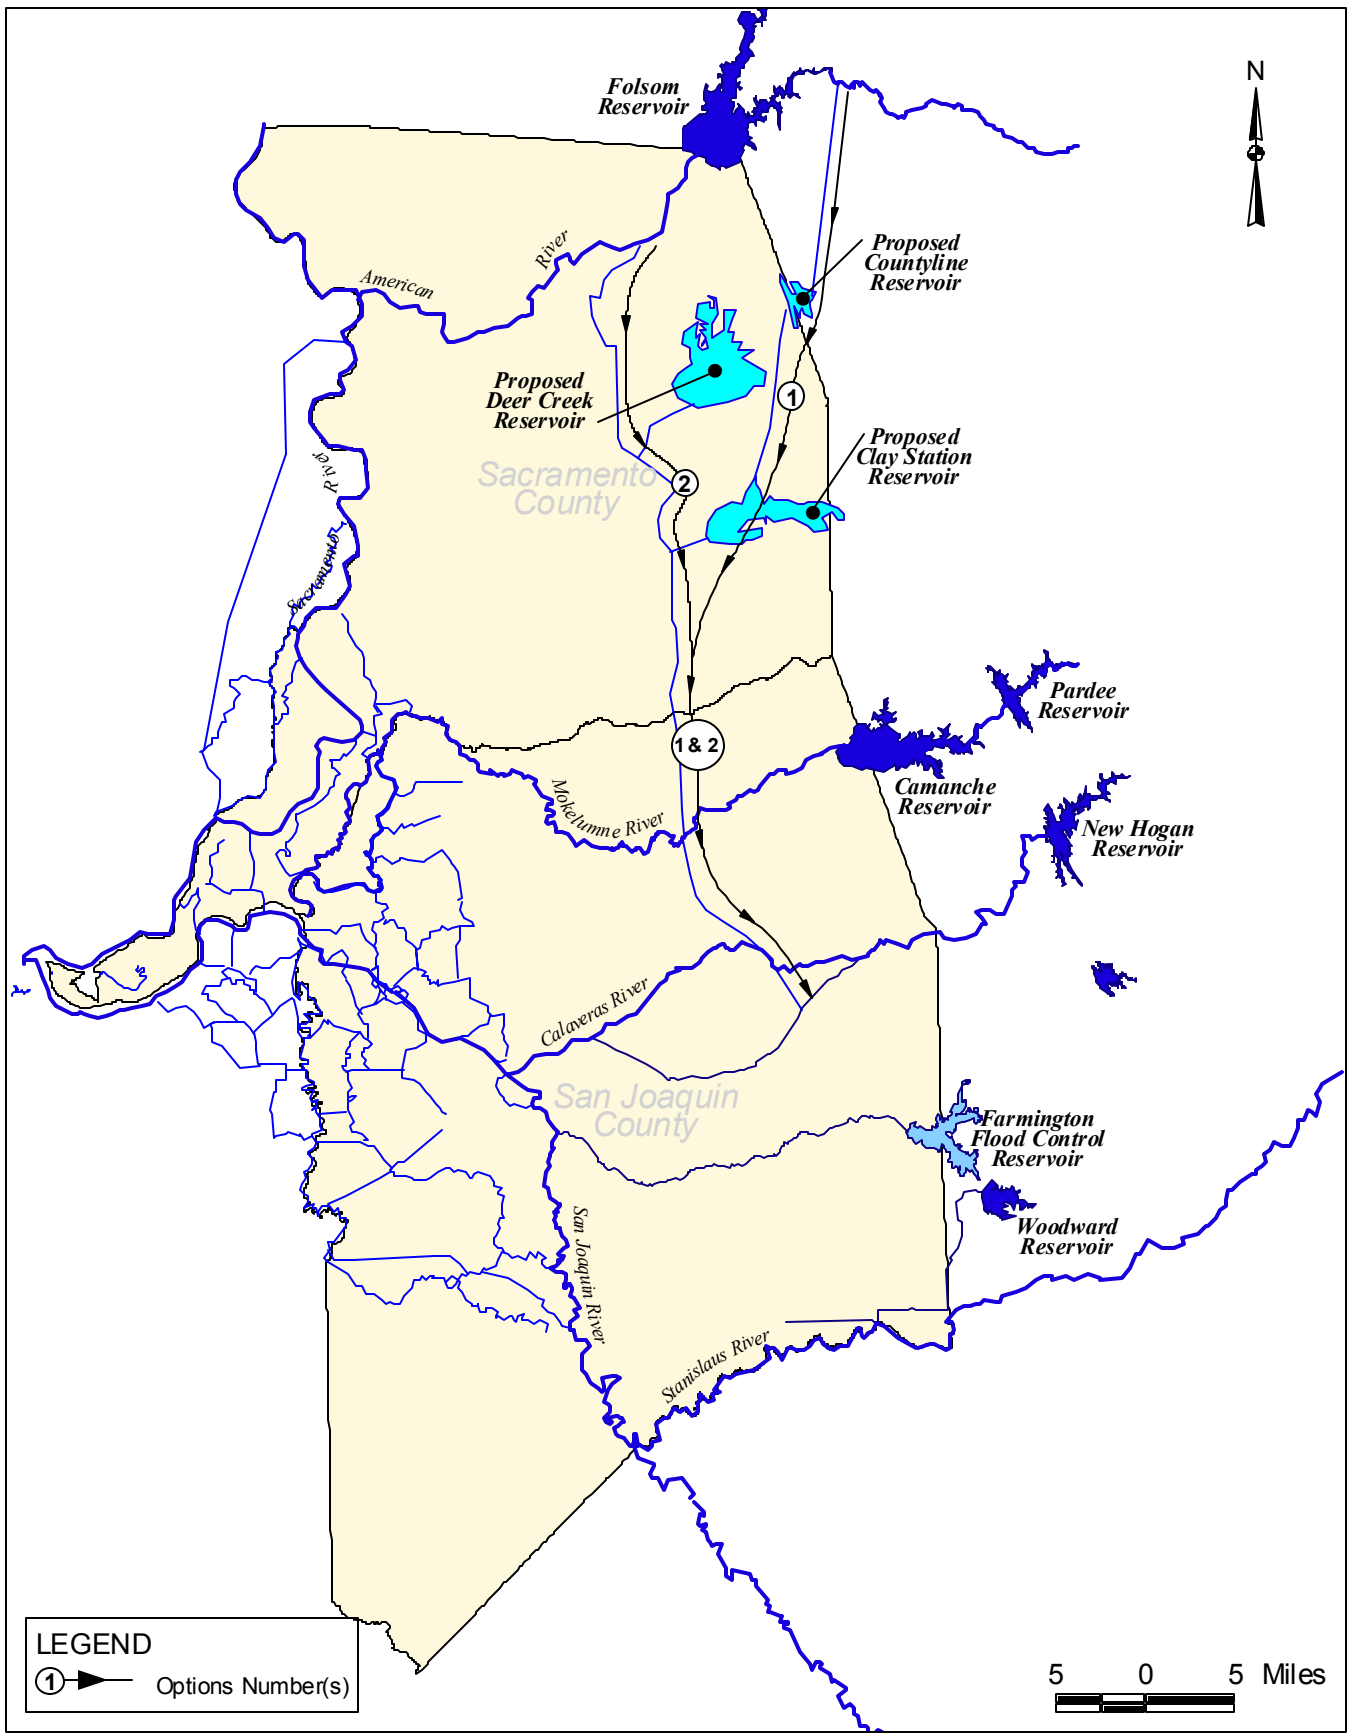 Folsom
Reservoir
N
Proposed
Countyline
Reservoir
American
River
Proposed
Deer Creek
Reservoir
1
Proposed
Clay Station
Reservoir
Sacramento
County
2
River
Sacramento
Pardee
Reservoir
1 & 2
Camanche
Reservoir
Mokelumne River
New Hogan
Reservoir
Calaveras River
San Joaquin
County
Farmington
Flood Control
Reservoir
Woodward
Reservoir
San Joaquin River
Stanislaus River
LEGEND
1 Options Number(s)
5 0 5 Miles